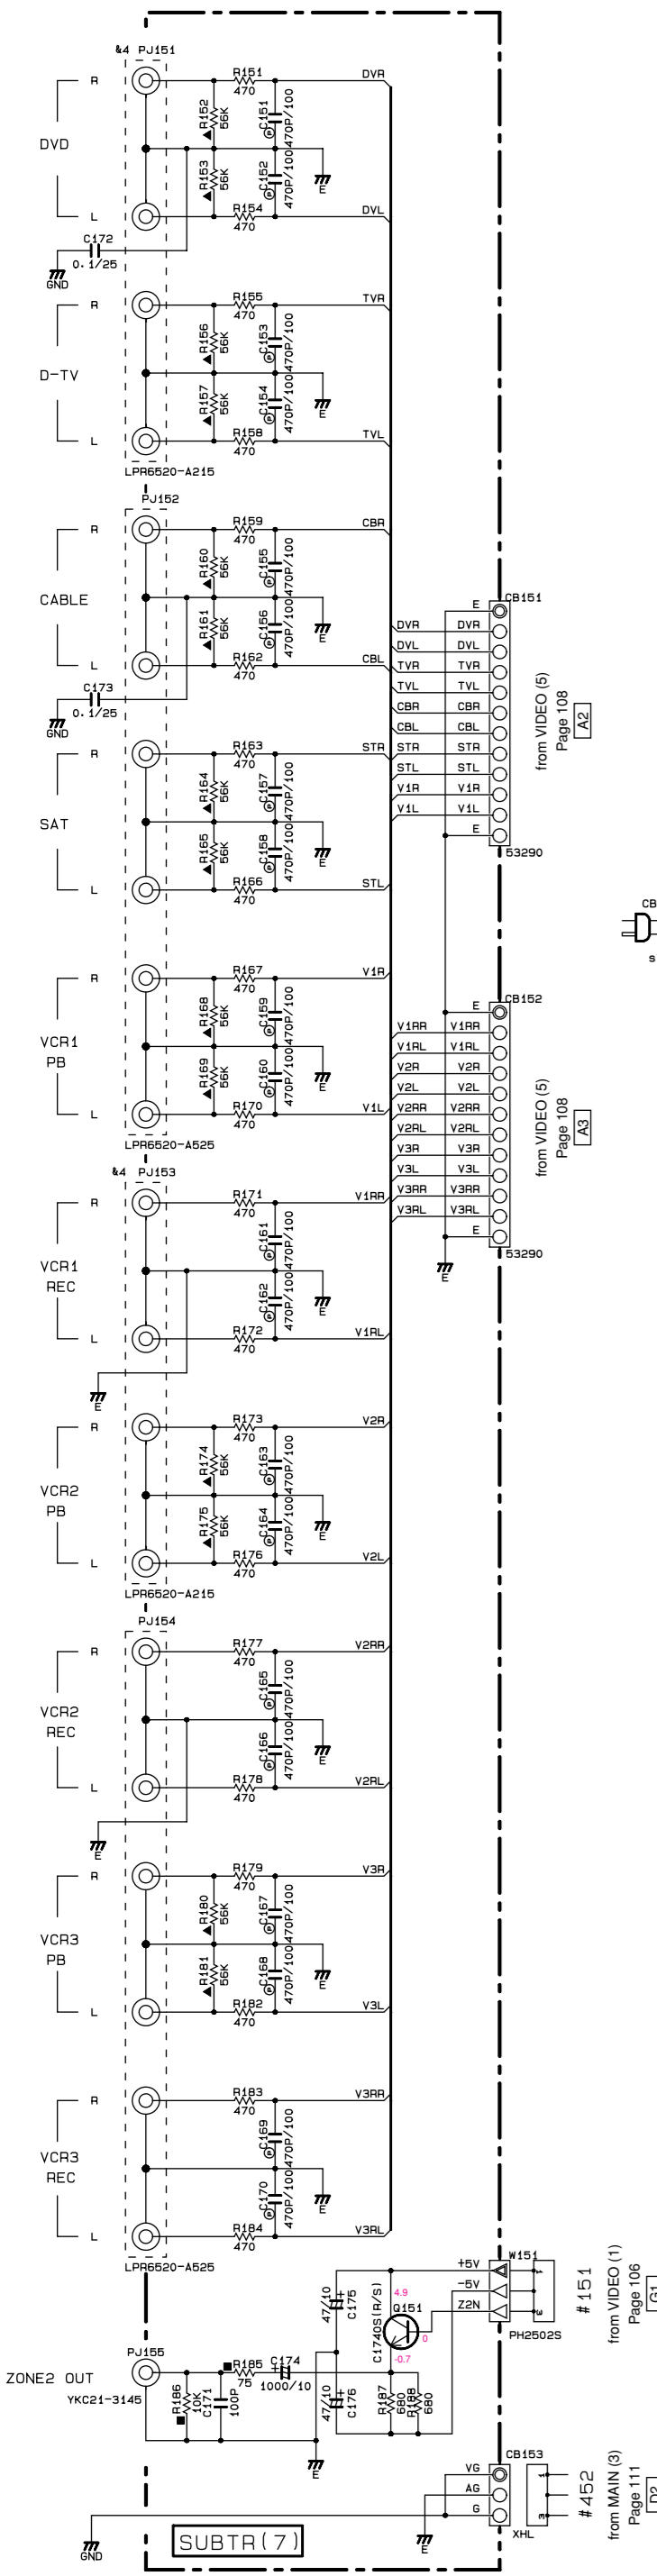 &4 PJ151
R
DVD
L
R151
470
R152
56K
R153
56K
C151
470P/100
C152
470P/100
R154
470
E
DVR
DVL
C172
0.1/25
GND
R
D-TV
L
R155
470
R156
56K
R157
56K
C153
470P/100
C154
470P/100
R158
470
E
TVR
TVL
LPR6520-A215
PJ152
R
CABLE
L
R159
470
R160
56K
R161
56K
C155
470P/100
C156
470P/100
R162
470
E
CBR
CBL
C173
0.1/25
GND
R
SAT
L
R163
470
R164
56K
R165
56K
C157
470P/100
C158
470P/100
R166
470
E
STR
STL
R
VCR1
PB
L
R167
470
R168
56K
R169
56K
C159
470P/100
C160
470P/100
R170
470
E
V1R
V1L
LPR6520-A525
&4 PJ153
R
VCR1
REC
L
R171
470
C161
470P/100
C162
470P/100
R172
470
E
V1RR
V1RL
E
R
VCR2
PB
L
R173
470
R174
56K
R175
56K
C163
470P/100
C164
470P/100
R176
470
E
V2R
V2L
LPR6520-A215
PJ154
R
VCR2
REC
L
R177
470
C165
470P/100
C166
470P/100
R178
470
E
V2RR
V2RL
E
R
VCR3
PB
L
R179
470
R180
56K
R181
56K
C167
470P/100
C168
470P/100
R182
470
E
V3R
V3L
R
VCR3
REC
L
R183
470
C169
470P/100
C170
470P/100
R184
470
E
V3RR
V3RL
LPR6520-A525
CB151
E
DVR DVR
DVL DVL
TVR TVR
TVL TVL
CBR CBR
CBL CBL
STR STR
STL STL
V1R V1R
V1L V1L
E
53290
from VIDEO (5)
Page 108
A2
CB
S
CB152
E
V1RR V1RR
V1RL V1RL
V2R V2R
V2L V2L
V2RR V2RR
V2RL V2RL
V3R V3R
V3L V3L
V3RR V3RR
V3RL V3RL
E
53290
E
from VIDEO (5)
Page 108
A3
W151
+5V
-5V
Z2N
1
3
PH2502S
#151
from VIDEO (1)
Page 106
G1
47/10
C175
4.9
Q151
C1740S(R/S)
0
-0.7
ZONE2 OUT
PJ155
YKC21-3145
R185
75
C174
1000/10
R186
10K
C171
100P
47/10
C176
R187
680
R188
680
E
CB153
VG
AG
G
1
3
XHL
#452
from MAIN (3)
Page 111
D2
GND
SUBTR(7)
E